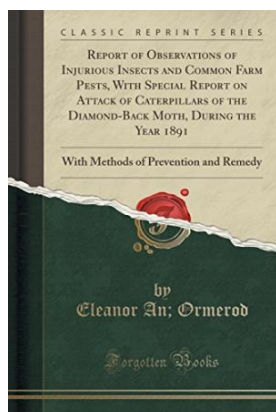 CLASSIC REPRINT SERIES
REPORT OF OBSERVATIONS OF
INJURIOUS INSECTS AND COMMON FARM
PESTS, WITH SPECIAL REPORT ON
ATTACK OF CATERPILLARS OF THE
DIAMOND-BACK MOTH, DURING THE
YEAR 1891
With Methods of Prevention and Remedy
by
Eleanor An; Ormerod
Forgotten Books